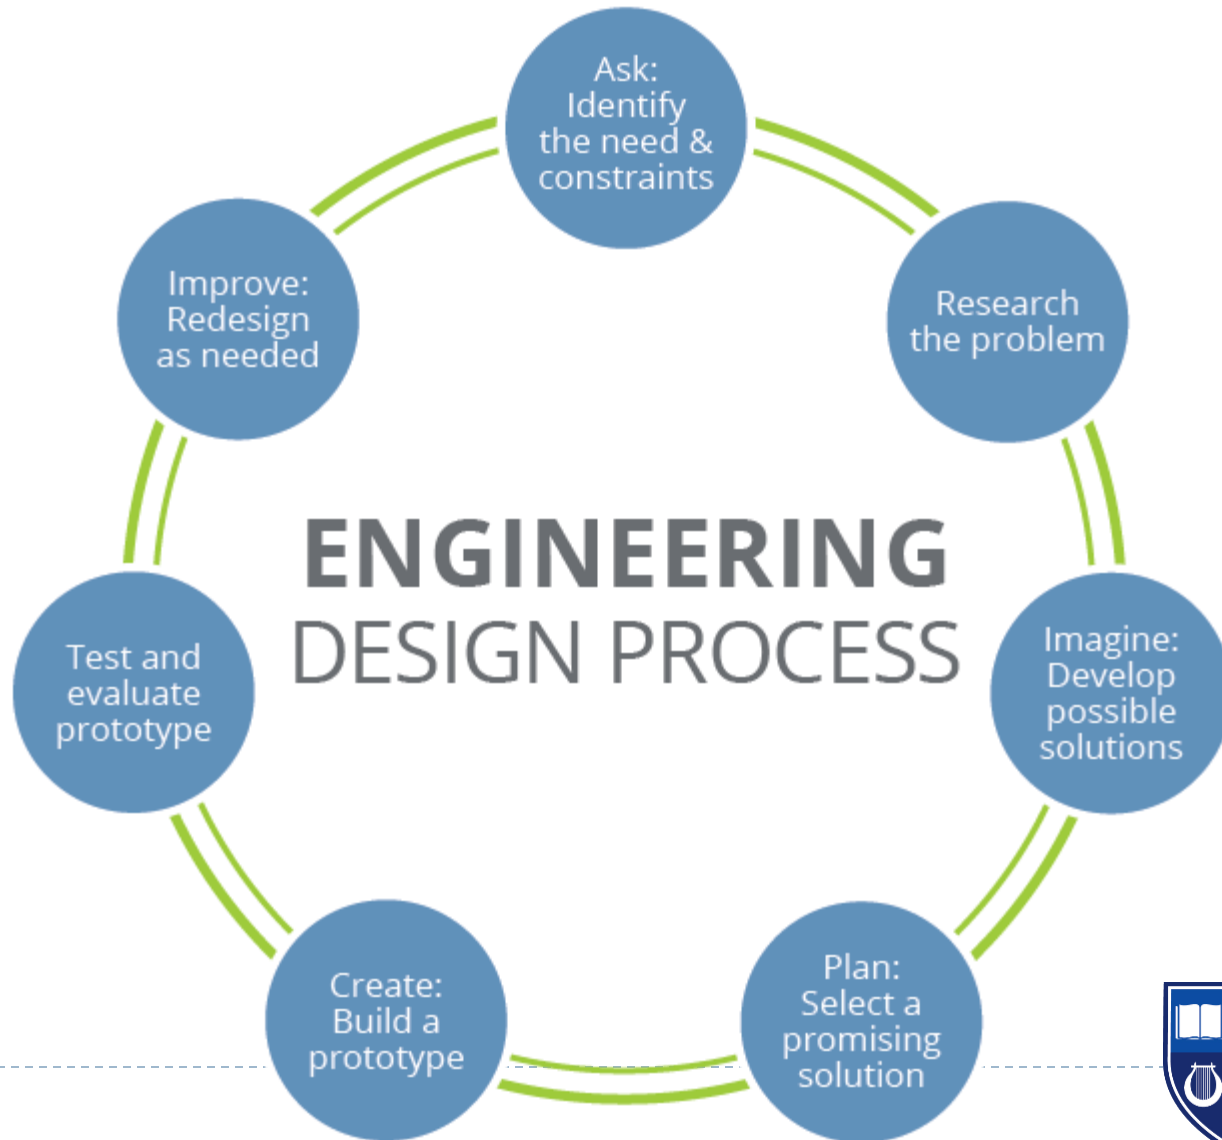 Ask:
Identify
the need &
constraints
Research
the problem
Imagine:
Develop
possible
solutions
Plan:
Select a
promising
solution
Create:
Build a
prototype
Test and
evaluate
prototype
Improve:
Redesign
as needed
ENGINEERING
DESIGN PROCESS